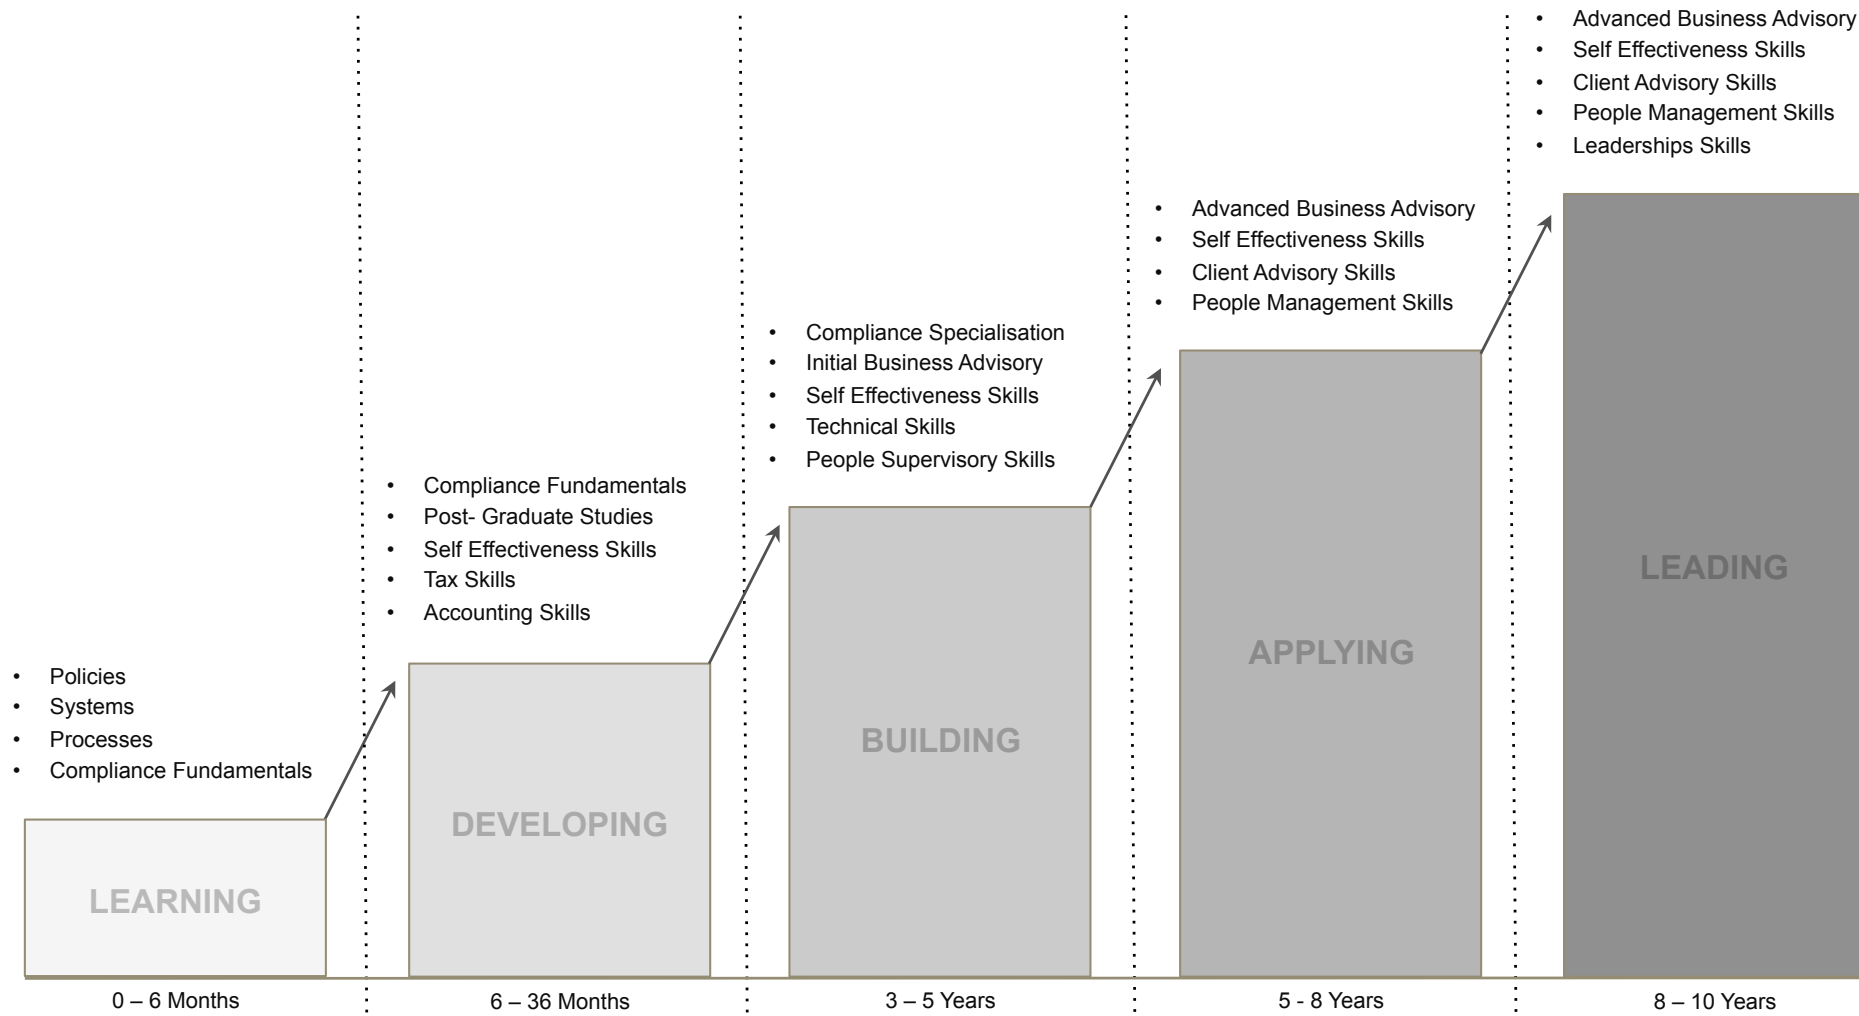 • Policies
• Systems
• Processes
• Compliance Fundamentals
LEARNING
0 – 6 Months
• Compliance Fundamentals
• Post- Graduate Studies
• Self Effectiveness Skills
• Tax Skills
• Accounting Skills
DEVELOPING
6 – 36 Months
• Compliance Specialisation
• Initial Business Advisory
• Self Effectiveness Skills
• Technical Skills
• People Supervisory Skills
BUILDING
3 – 5 Years
• Advanced Business Advisory
• Self Effectiveness Skills
• Client Advisory Skills
• People Management Skills
APPLYING
5 - 8 Years
• Advanced Business Advisory
• Self Effectiveness Skills
• Client Advisory Skills
• People Management Skills
• Leaderships Skills
LEADING
8 – 10 Years